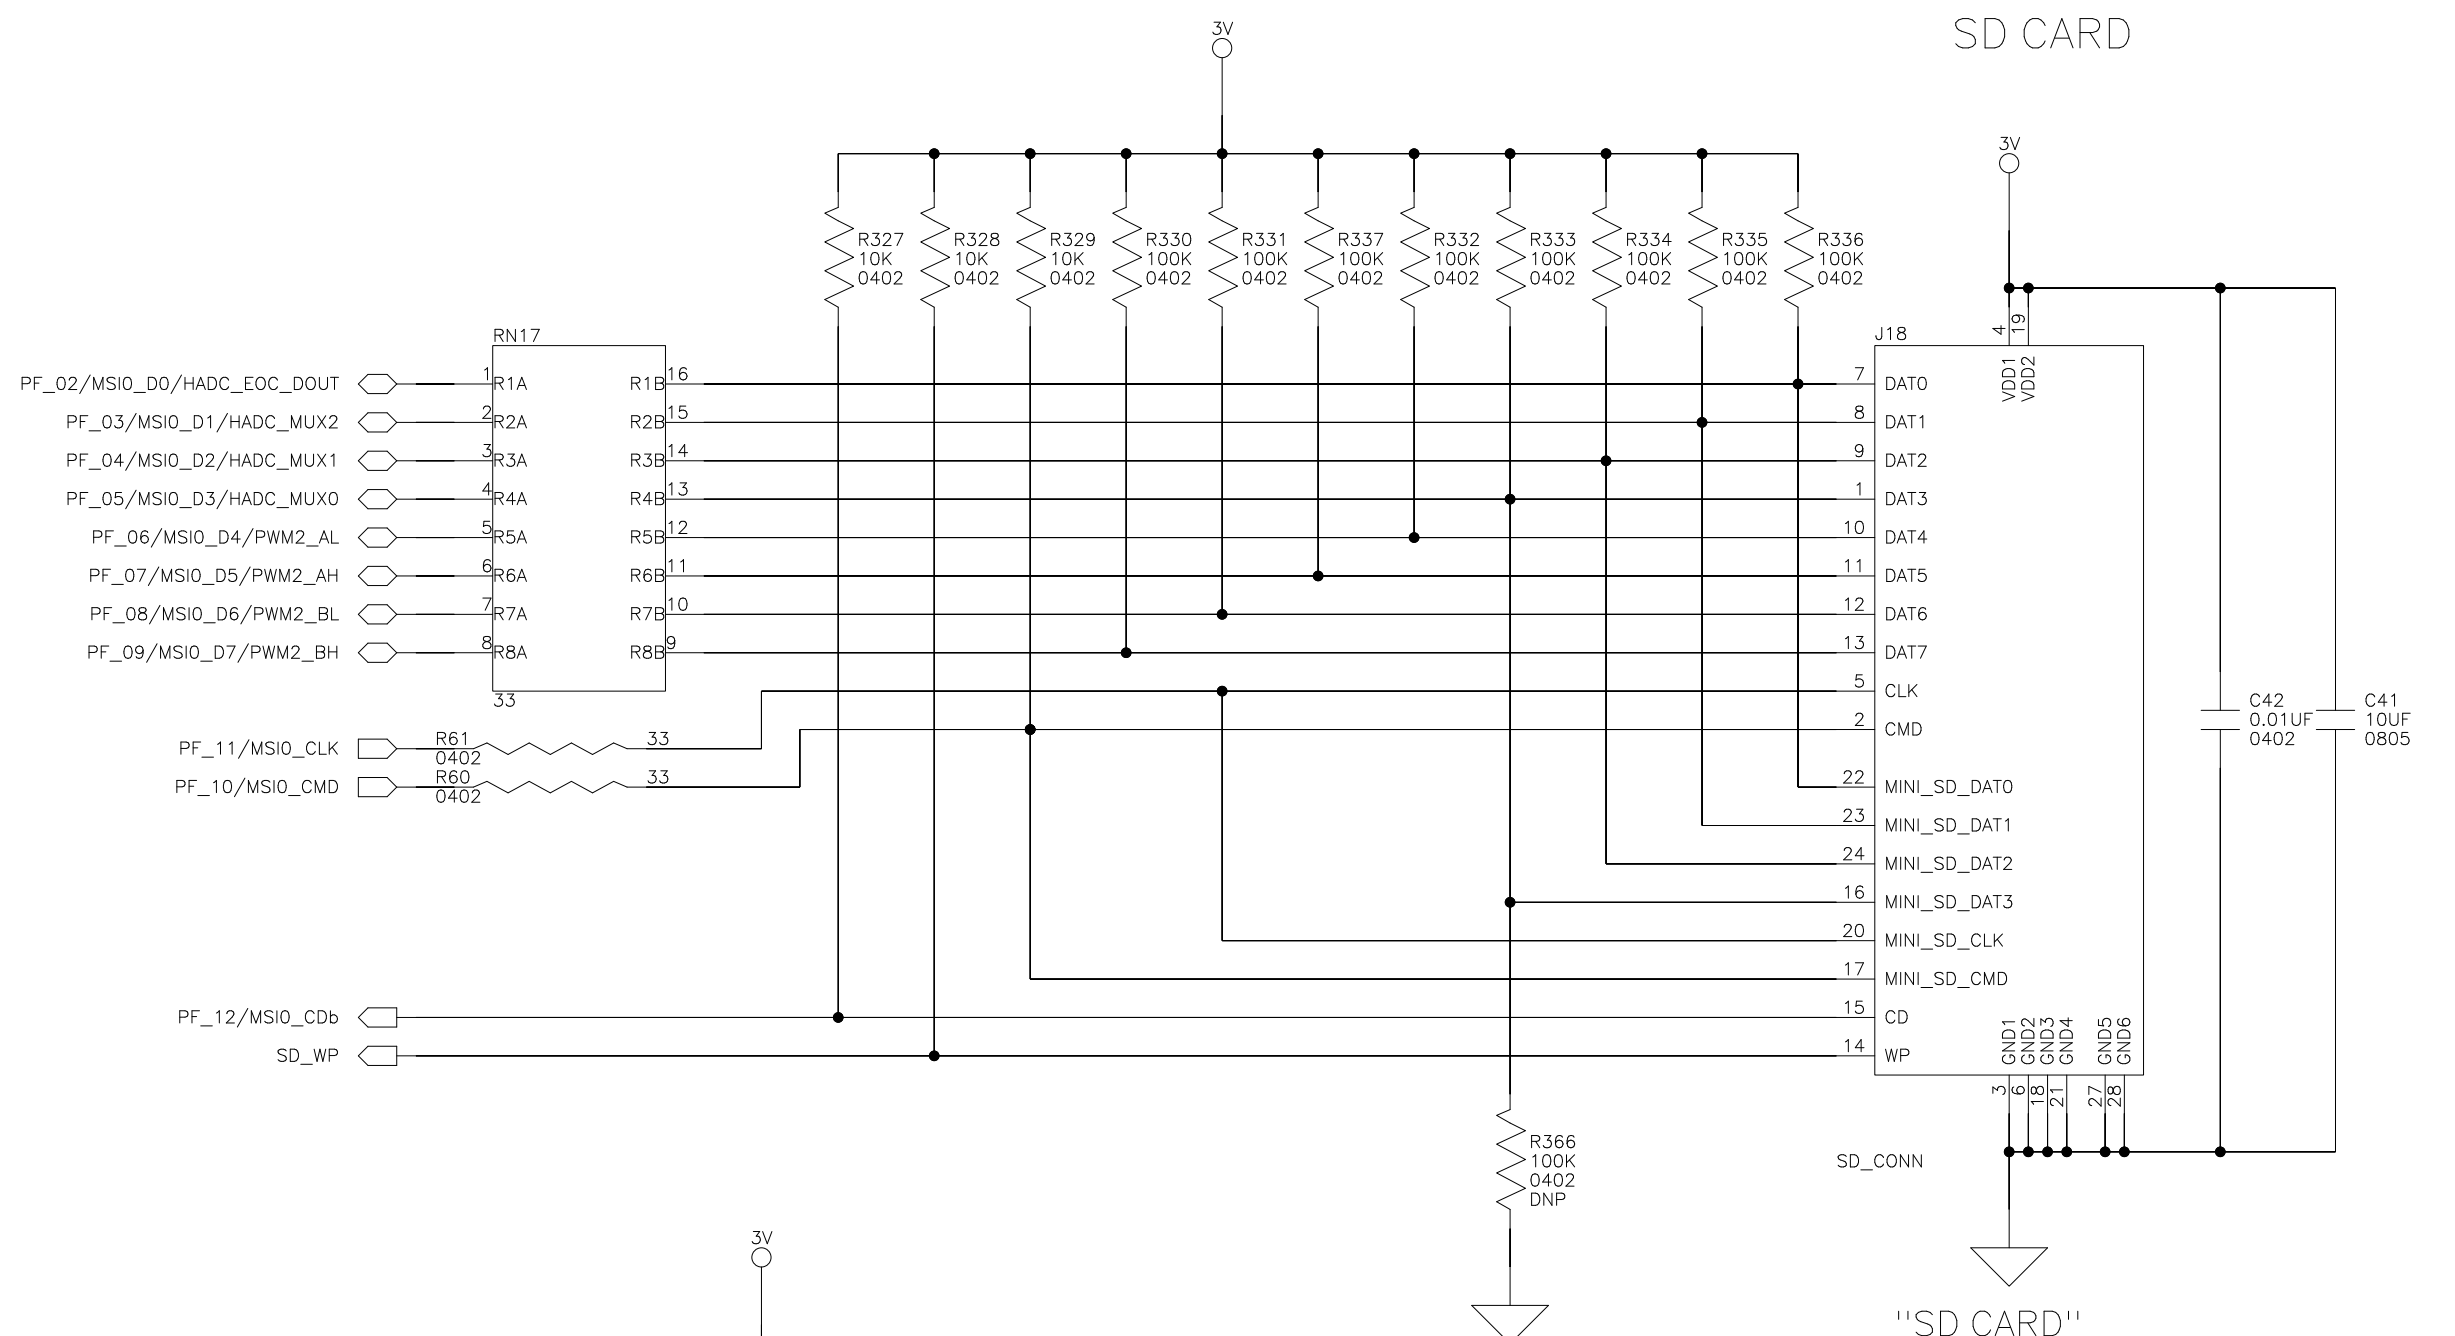 SD CARD
3V
3V
R327
10K
0402
R328
10K
0402
R329
10K
0402
R330
100K
0402
R331
100K
0402
R337
100K
0402
R332
100K
0402
R333
100K
0402
R334
100K
0402
R335
100K
0402
R336
100K
0402
RN17
J18
4
19
VDD1
VDD2
PF_02/MSI0_D0/HADC_EOC_DOUT 1 R1A R1B 16 7 DAT0
PF_03/MSI0_D1/HADC_MUX2 2 R2A R2B 15 8 DAT1
PF_04/MSI0_D2/HADC_MUX1 3 R3A R3B 14 9 DAT2
PF_05/MSI0_D3/HADC_MUX0 4 R4A R4B 13 1 DAT3
PF_06/MSI0_D4/PWM2_AL 5 R5A R5B 12 10 DAT4
PF_07/MSI0_D5/PWM2_AH 6 R6A R6B 11 11 DAT5
PF_08/MSI0_D6/PWM2_BL 7 R7A R7B 10 12 DAT6
PF_09/MSI0_D7/PWM2_BH 8 R8A R8B 9 13 DAT7
33
5 CLK
2 CMD
PF_11/MSI0_CLK R61 33
0402
PF_10/MSI0_CMD R60 33
0402
C42
0.01UF
0402
C41
10UF
0805
22 MINI_SD_DAT0
23 MINI_SD_DAT1
24 MINI_SD_DAT2
16 MINI_SD_DAT3
20 MINI_SD_CLK
17 MINI_SD_CMD
PF_12/MSI0_CDb 15 CD
SD_WP 14 WP
GND1
GND2
GND3
GND4
GND5
GND6
3
6
18
21
27
28
R366
100K
0402
DNP
SD_CONN
3V
"SD CARD"